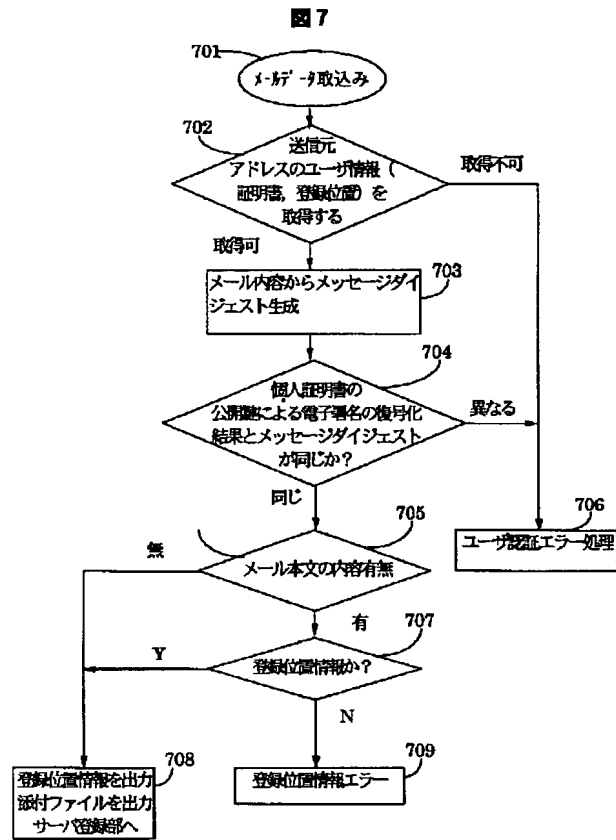 図 7
701
メールデータ取込み
702
送信元
アドレスのユーザ情報(
証明書, 登録位置)を
取得する
取得不可
取得可
703
メール内容からメッセージダイ
ジェスト生成
704
個人証明書の
公開鍵による電子署名の復号化
結果とメッセージダイジェスト
が同じか?
異なる
同じ
705
706
ユーザ認証エラー処理
無
メール本文の内容有無
有
707
Y
登録位置情報か?
N
708
登録位置情報を出力
添付ファイルを出力
サーバ登録部へ
709
登録位置情報エラー